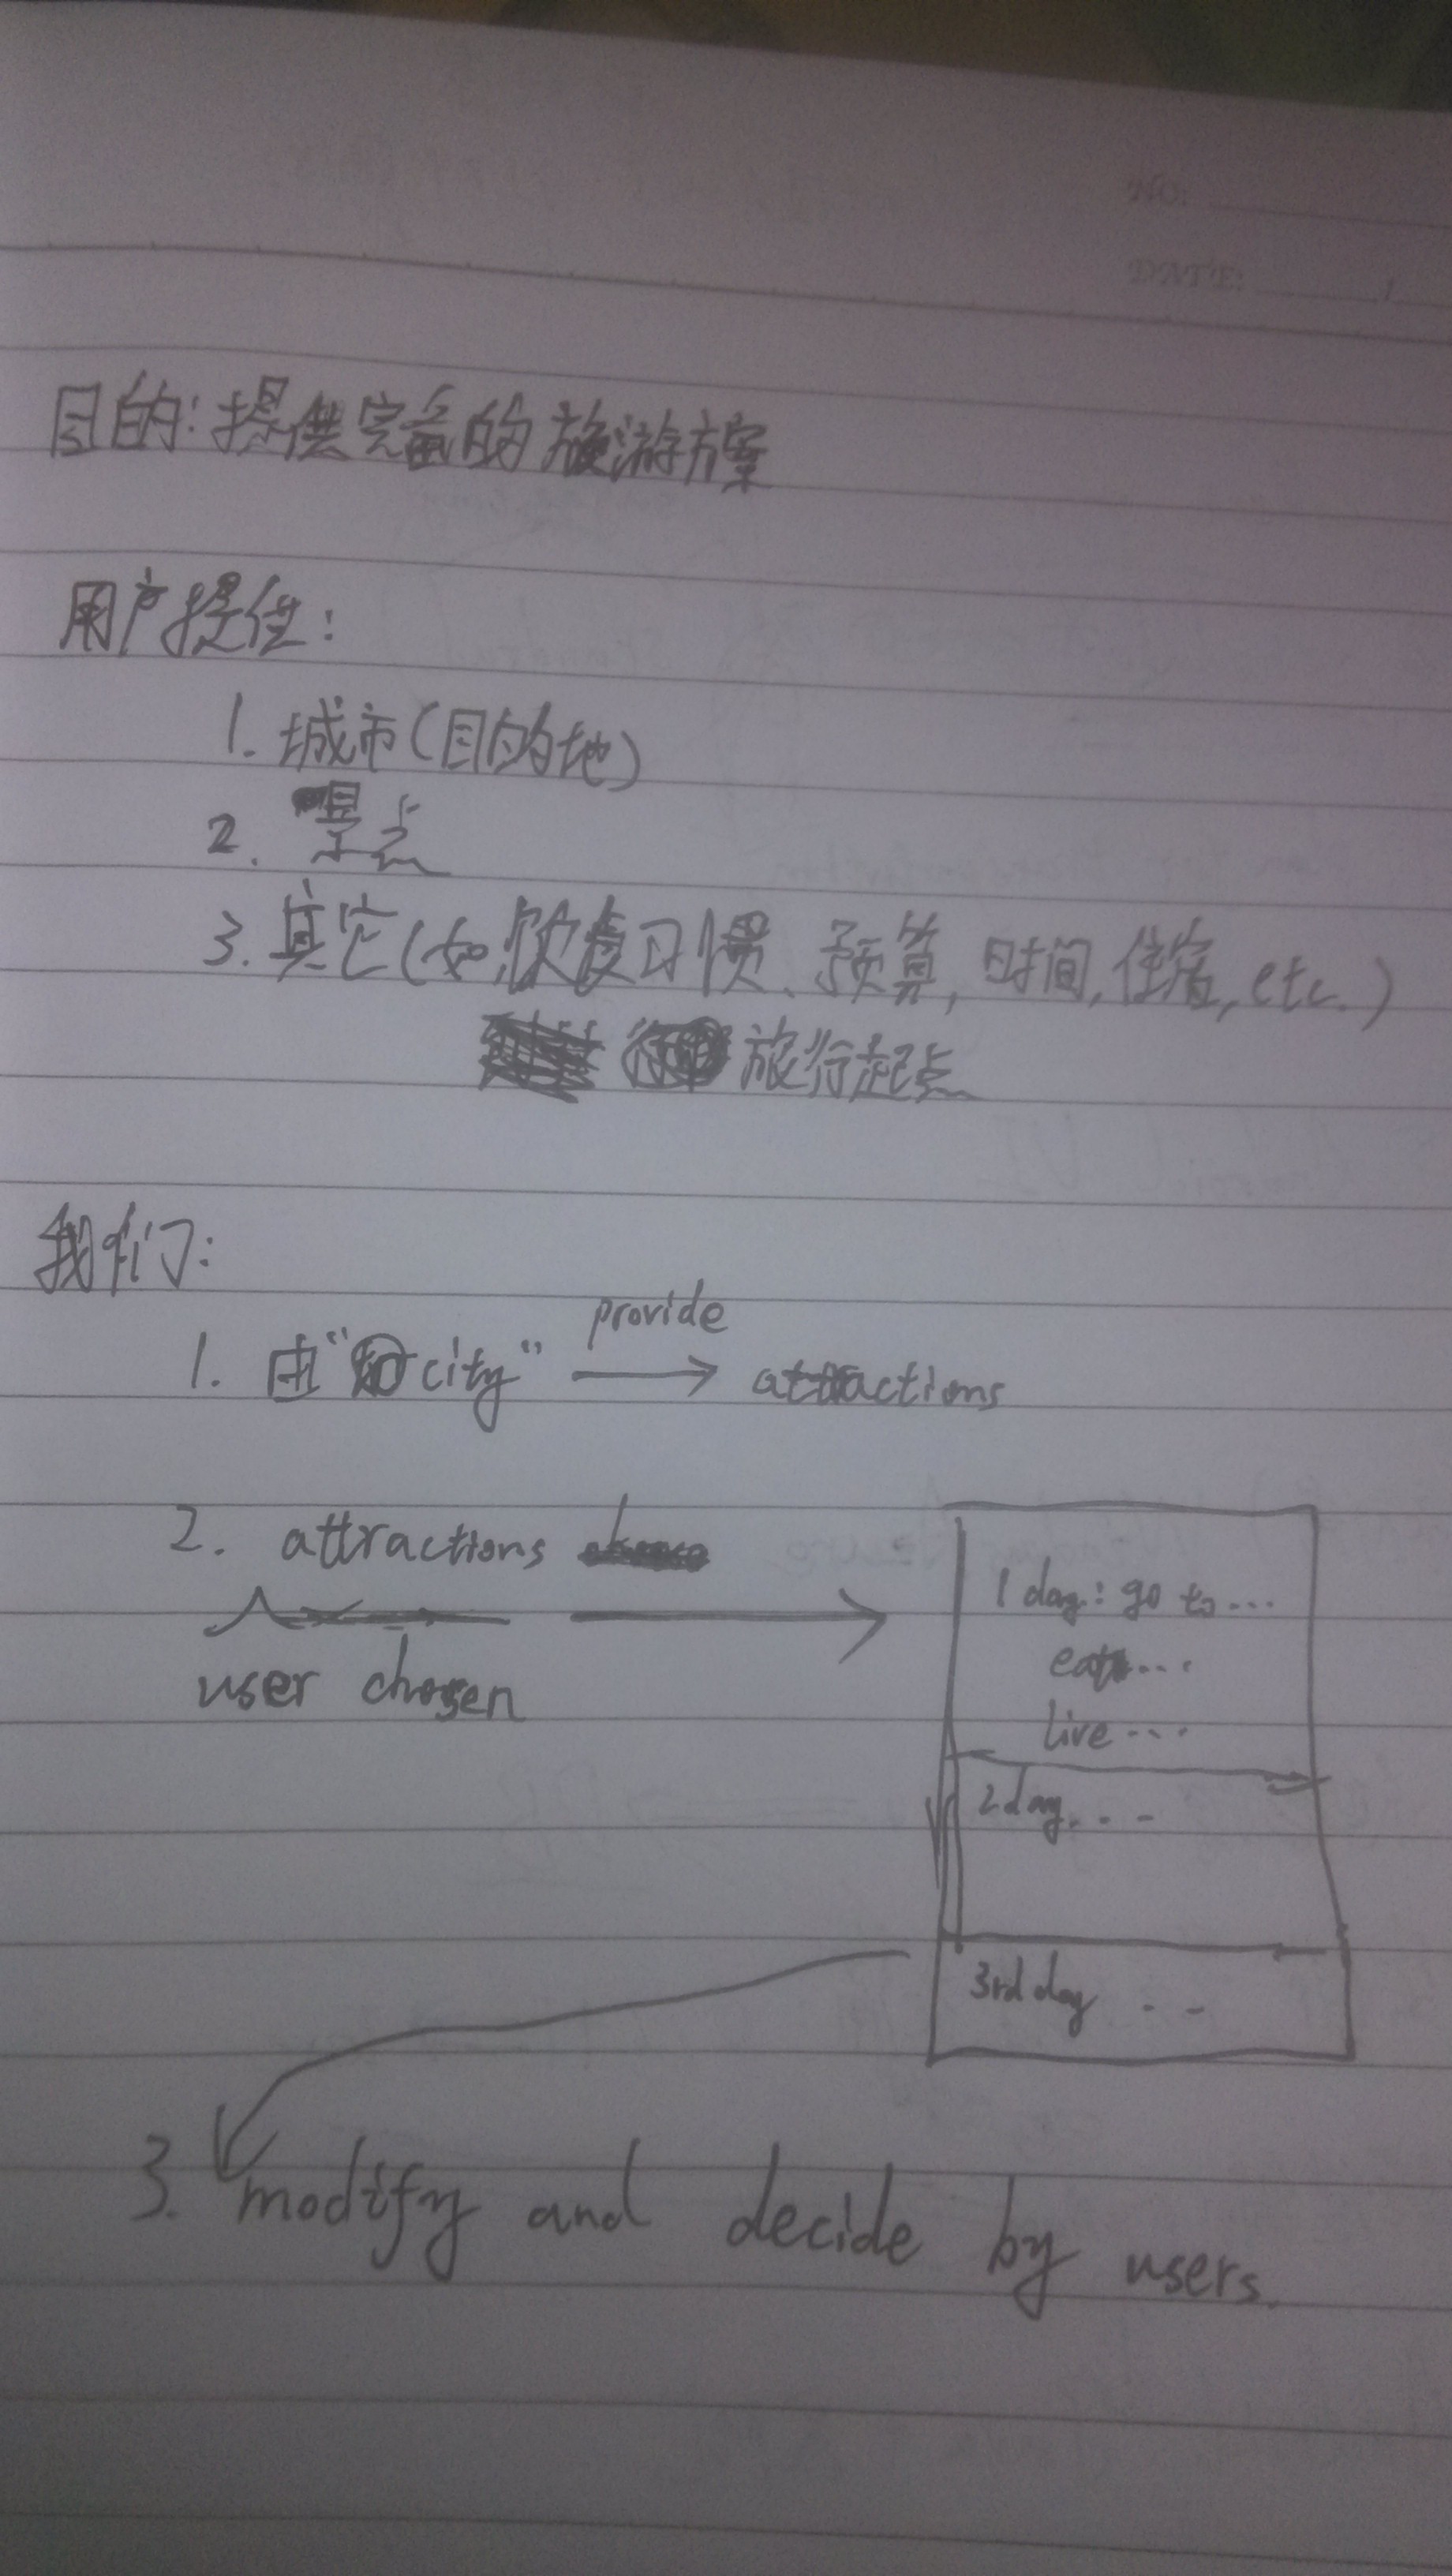 NO:
DATE:
目的: 提供完备的旅游方案
用户提供:
1. 城市(目的地)
2. 景点
3. 其它(如,饮食习惯、预算, 时间, 住宿, etc.)
旅行起点
我们:
provide
1. 由"city" → attractions
2. attractions
user chosen
1 day: go to...
eat...
live...
2 day...
3rd day ..
3. modify and decide by users.